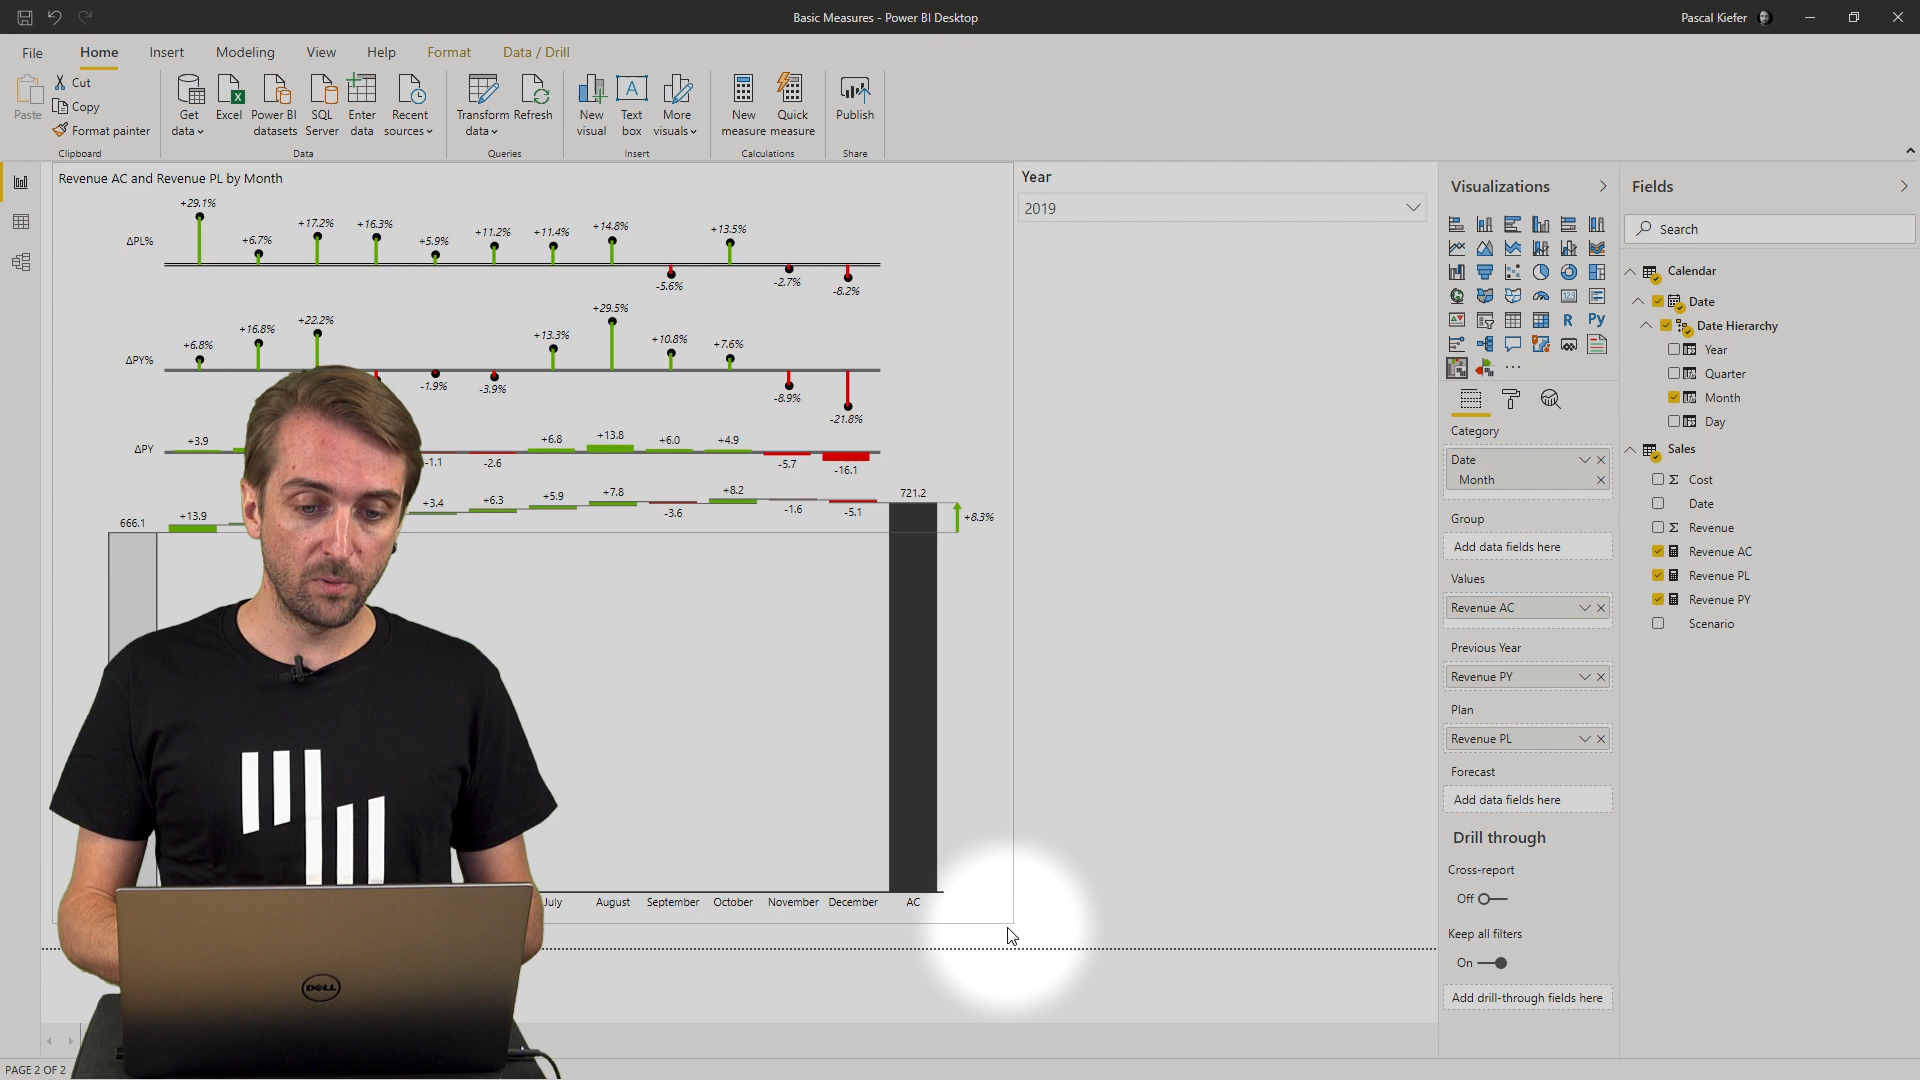 Basic Measures - Power BI Desktop
Pascal Kiefer
File
Home
Insert
Modeling
View
Help
Format
Data / Drill
Paste
Cut
Copy
Format painter
Clipboard
Get data
Excel
Power BI datasets
SQL Server
Enter data
Recent sources
Data
Transform data
Refresh
Queries
New visual
Text box
More visuals
Insert
New measure
Quick measure
Calculations
Publish
Share
Revenue AC and Revenue PL by Month
ΔPL%
+29.1%
+6.7%
+17.2%
+16.3%
+5.9%
+11.2%
+11.4%
+14.8%
-5.6%
+13.5%
-2.7%
-8.2%
ΔPY%
+6.8%
+16.8%
+22.2%
-1.9%
-3.9%
+13.3%
+29.5%
+10.8%
+7.6%
-8.9%
-21.8%
ΔPY
+3.9
-1.1
-2.6
+6.8
+13.8
+6.0
+4.9
-5.7
-16.1
666.1
+13.9
+3.4
+6.3
+5.9
+7.8
-3.6
+8.2
-1.6
-5.1
721.2
+8.3%
July
August
September
October
November
December
AC
Year
2019
Visualizations
R
Py
123
Category
Date
Month
Group
Add data fields here
Values
Revenue AC
Previous Year
Revenue PY
Plan
Revenue PL
Forecast
Add data fields here
Drill through
Cross-report
Off
Keep all filters
On
Add drill-through fields here
Fields
Search
Calendar
Date
Date Hierarchy
Year
Quarter
Month
Day
Sales
Σ Cost
Date
Σ Revenue
Revenue AC
Revenue PL
Revenue PY
Scenario
DELL
PAGE 2 OF 2